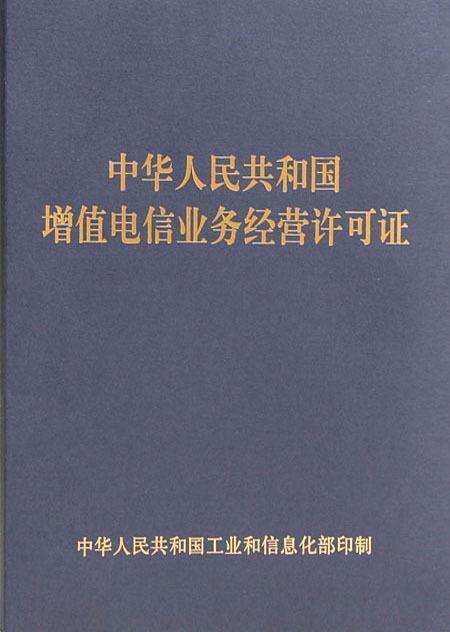 中华人民共和国
增值电信业务经营许可证
中华人民共和国工业和信息化部印制